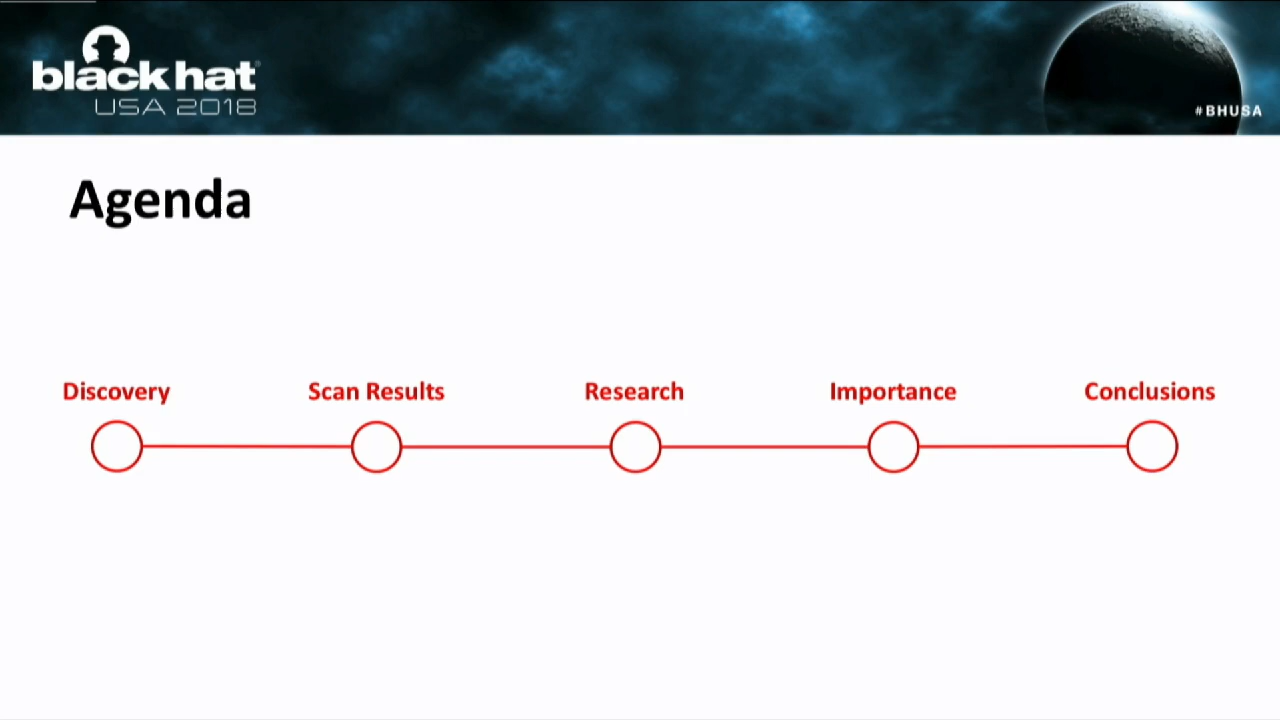 black hat
USA 2018
#BHUSA
Agenda
Discovery
Scan Results
Research
Importance
Conclusions